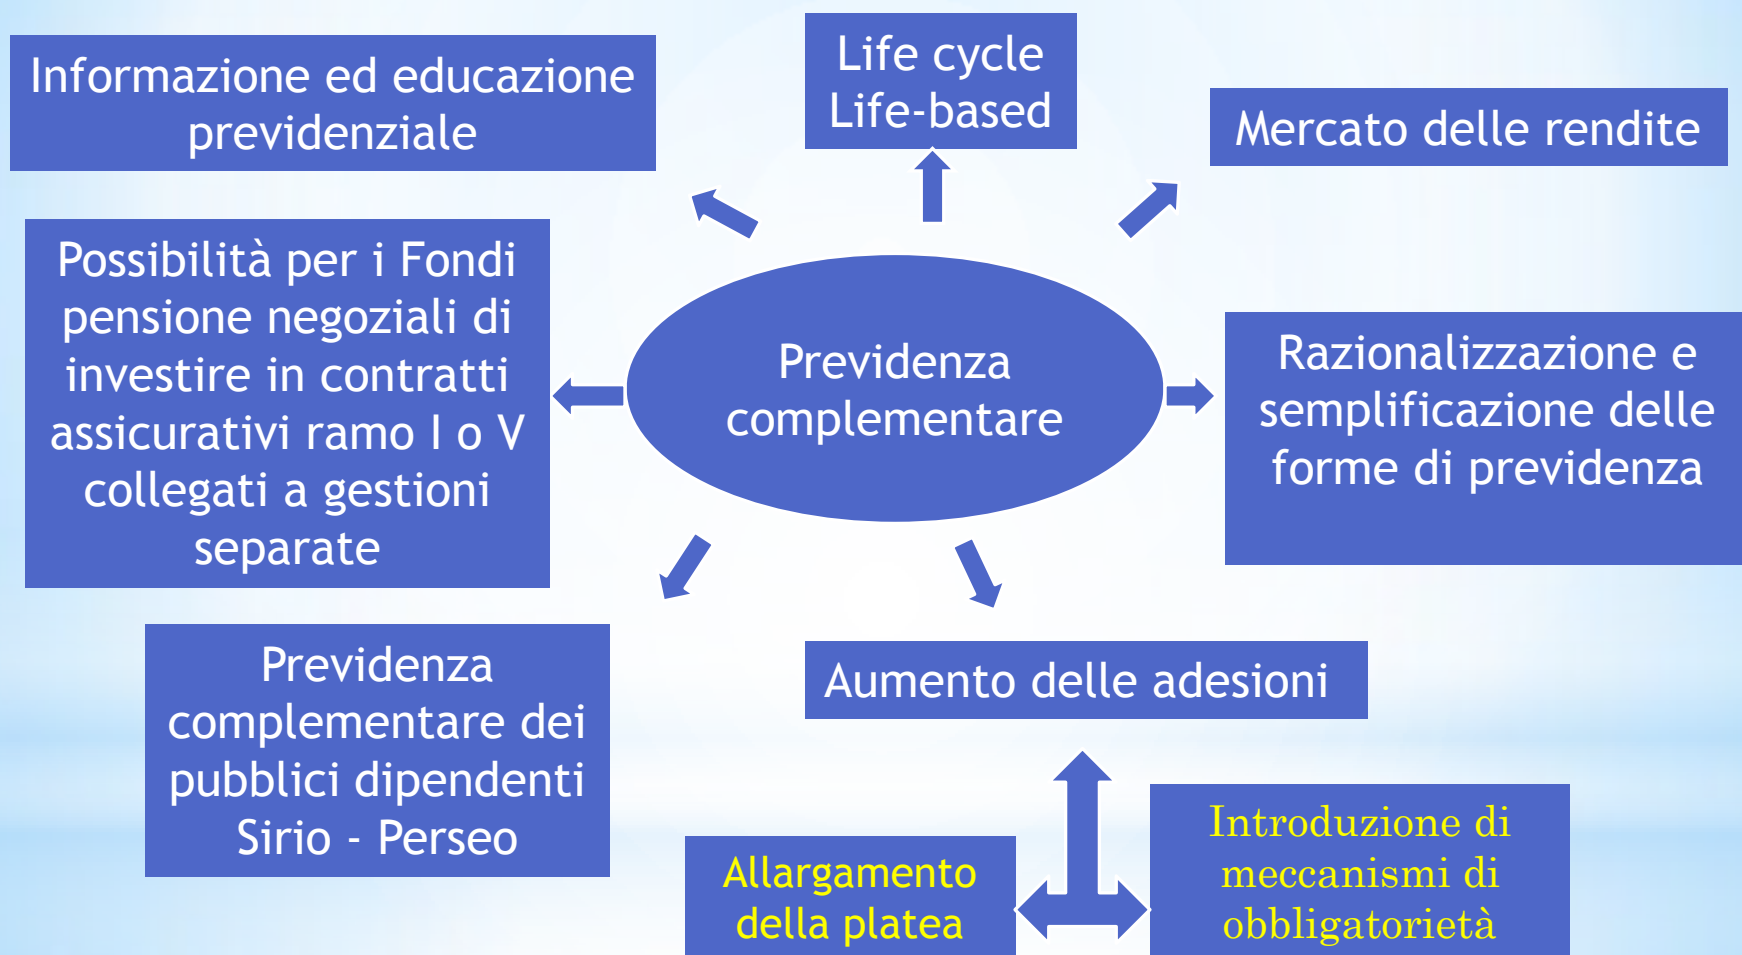 Informazione ed educazione
previdenziale
Life cycle
Life-based
Mercato delle rendite
Possibilità per i Fondi
pensione negoziali di
investire in contratti
assicurativi ramo I o V
collegati a gestioni
separate
Previdenza
complementare
Razionalizzazione e
semplificazione delle
forme di previdenza
Previdenza
complementare dei
pubblici dipendenti
Sirio - Perseo
Aumento delle adesioni
Allargamento
della platea
Introduzione di
meccanismi di
obbligatorietà